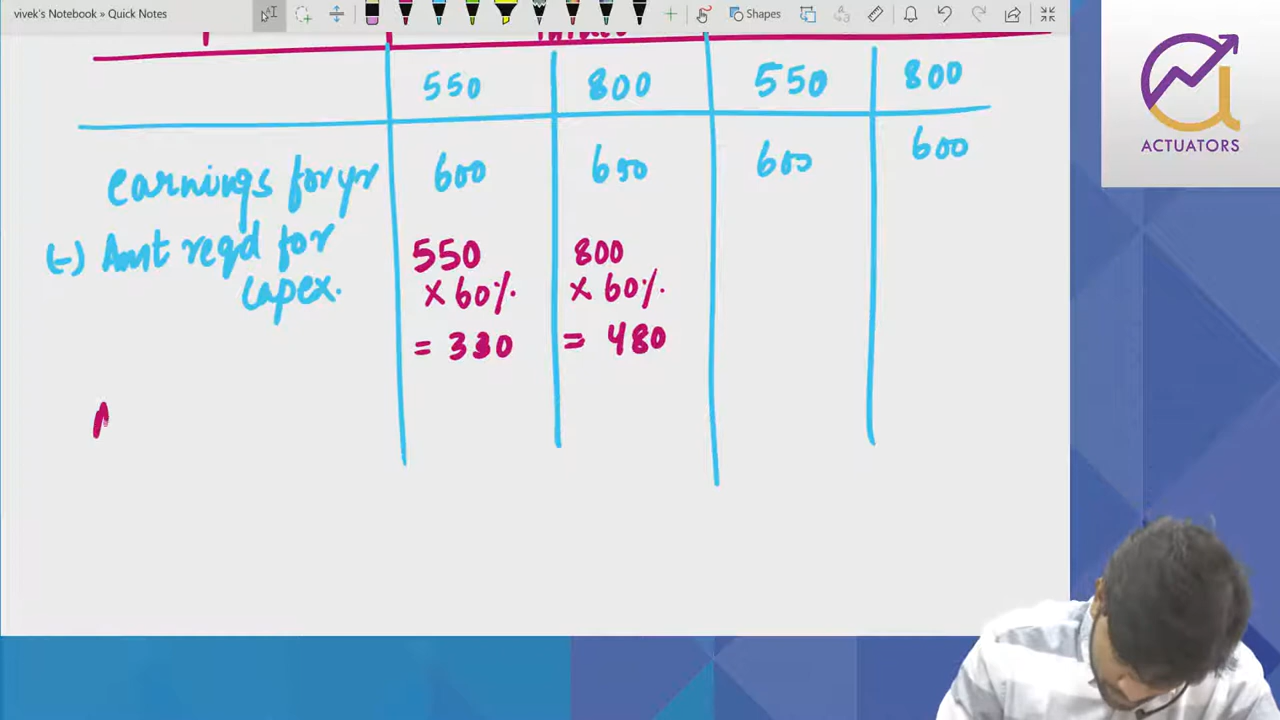 vivek's Notebook » Quick Notes
Shapes
550 800 550 800
earnings for yr 600 600 600 600
(-) Amt reqd for capex.
550 × 60% = 330
800 × 60% = 480
ACTUATORS